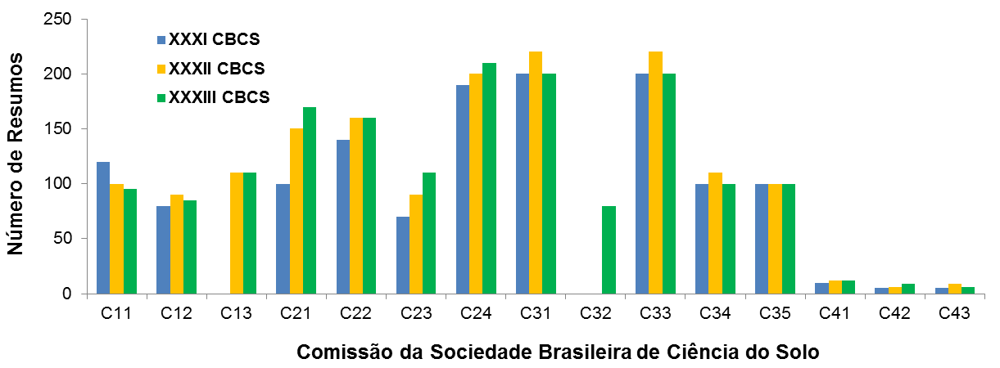 250
200
150
100
50
0
Número de Resumos
XXXI CBCS
XXXII CBCS
XXXIII CBCS
C11 C12 C13 C21 C22 C23 C24 C31 C32 C33 C34 C35 C41 C42 C43
Comissão da Sociedade Brasileira de Ciência do Solo